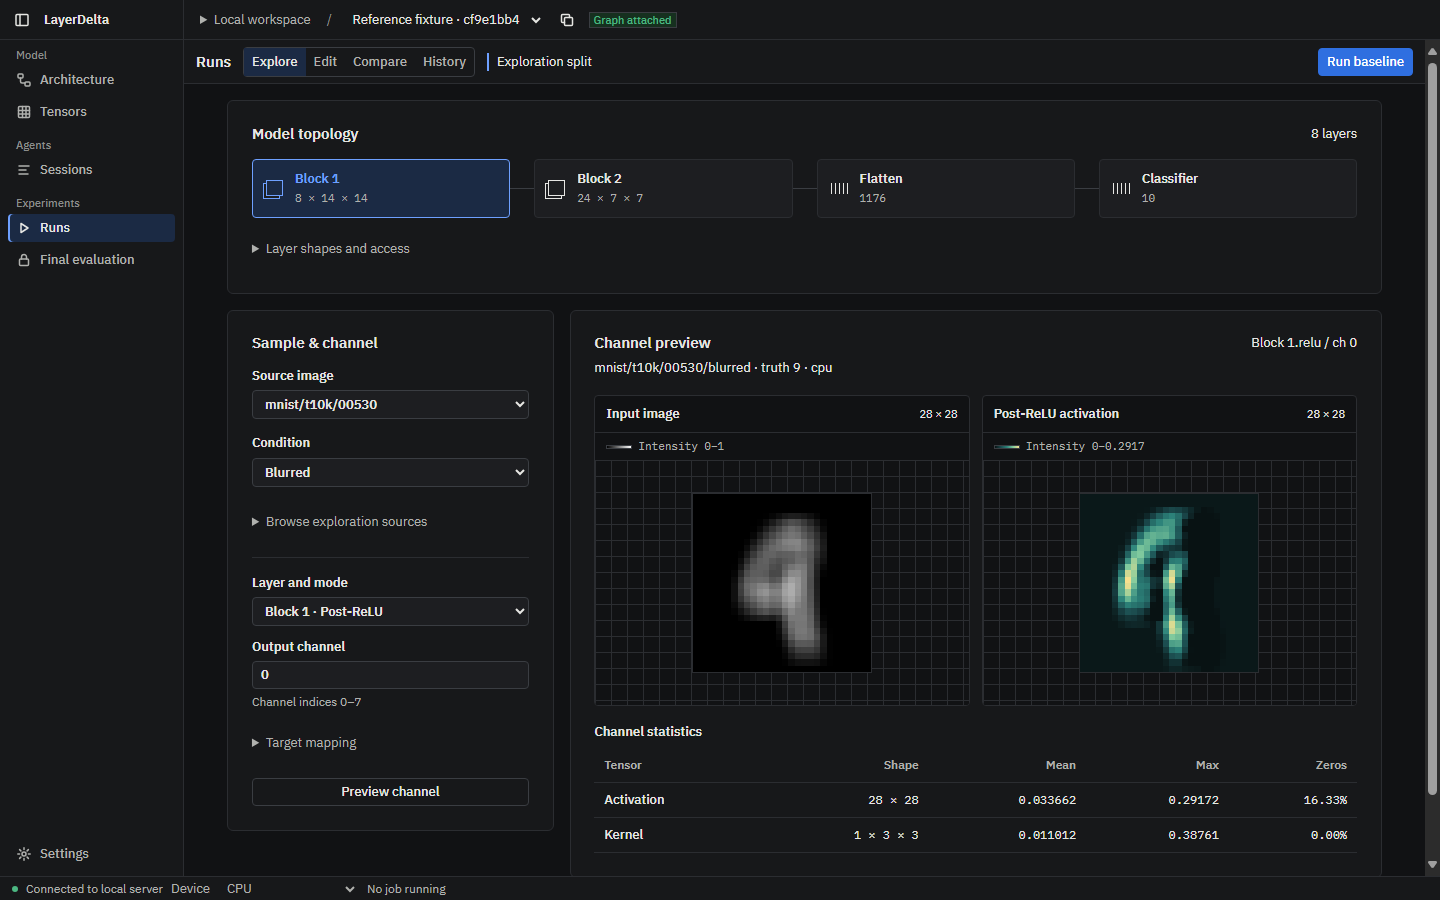 LayerDelta
Local workspace / Reference fixture · cf9e1bb4 Graph attached
Model
Architecture
Tensors
Agents
Sessions
Experiments
Runs
Final evaluation
Settings
Runs Explore Edit Compare History Exploration split Run baseline
Model topology 8 layers
Block 1
8 × 14 × 14
Block 2
24 × 7 × 7
Flatten
1176
Classifier
10
Layer shapes and access
Sample & channel
Source image
mnist/t10k/00530
Condition
Blurred
Browse exploration sources
Layer and mode
Block 1 · Post-ReLU
Output channel
0
Channel indices 0–7
Target mapping
Preview channel
Channel preview Block 1.relu / ch 0
mnist/t10k/00530/blurred · truth 9 · cpu
Input image 28 × 28
Intensity 0–1
Post-ReLU activation 28 × 28
Intensity 0–0.2917
Channel statistics
Tensor Shape Mean Max Zeros
Activation 28 × 28 0.033662 0.29172 16.33%
Kernel 1 × 3 × 3 0.011012 0.38761 0.00%
Connected to local server Device CPU No job running